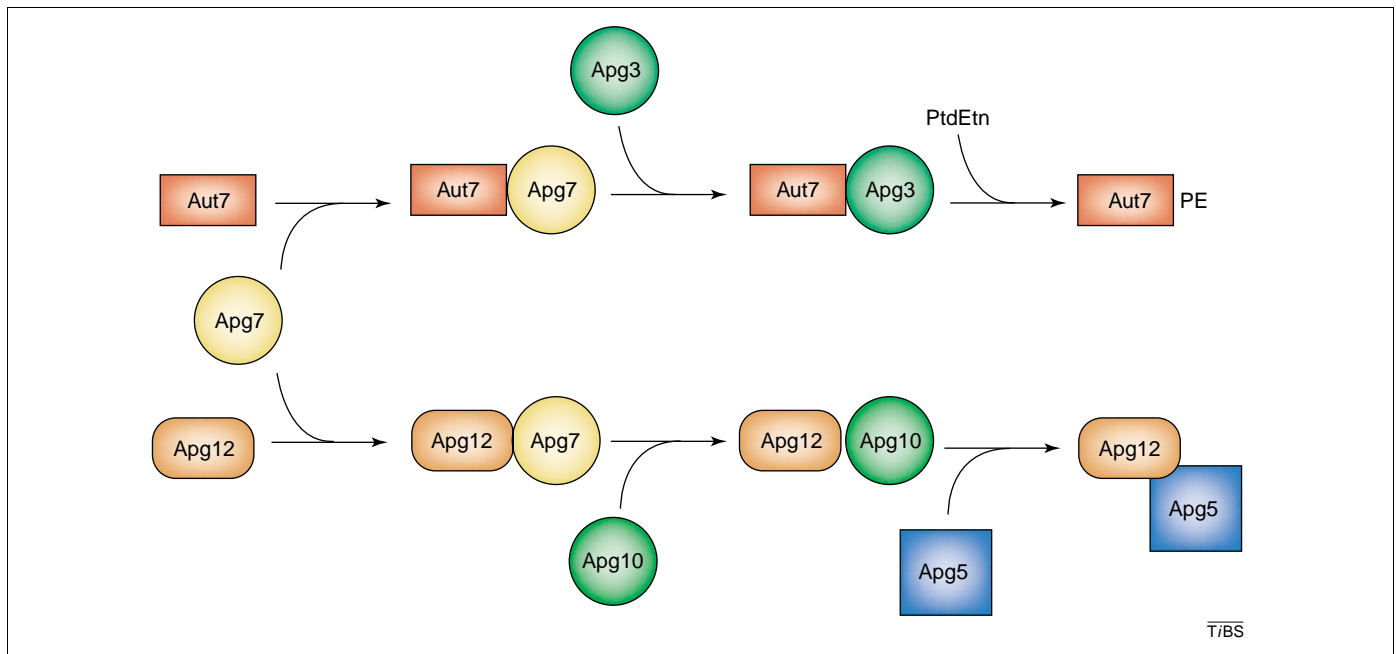 Apg3
PtdEtn
Aut7
Aut7 Apg7
Aut7 Apg3
Aut7 PE
Apg7
Apg12
Apg12 Apg7
Apg12 Apg10
Apg12
Apg5
Apg10
Apg5
TiBS